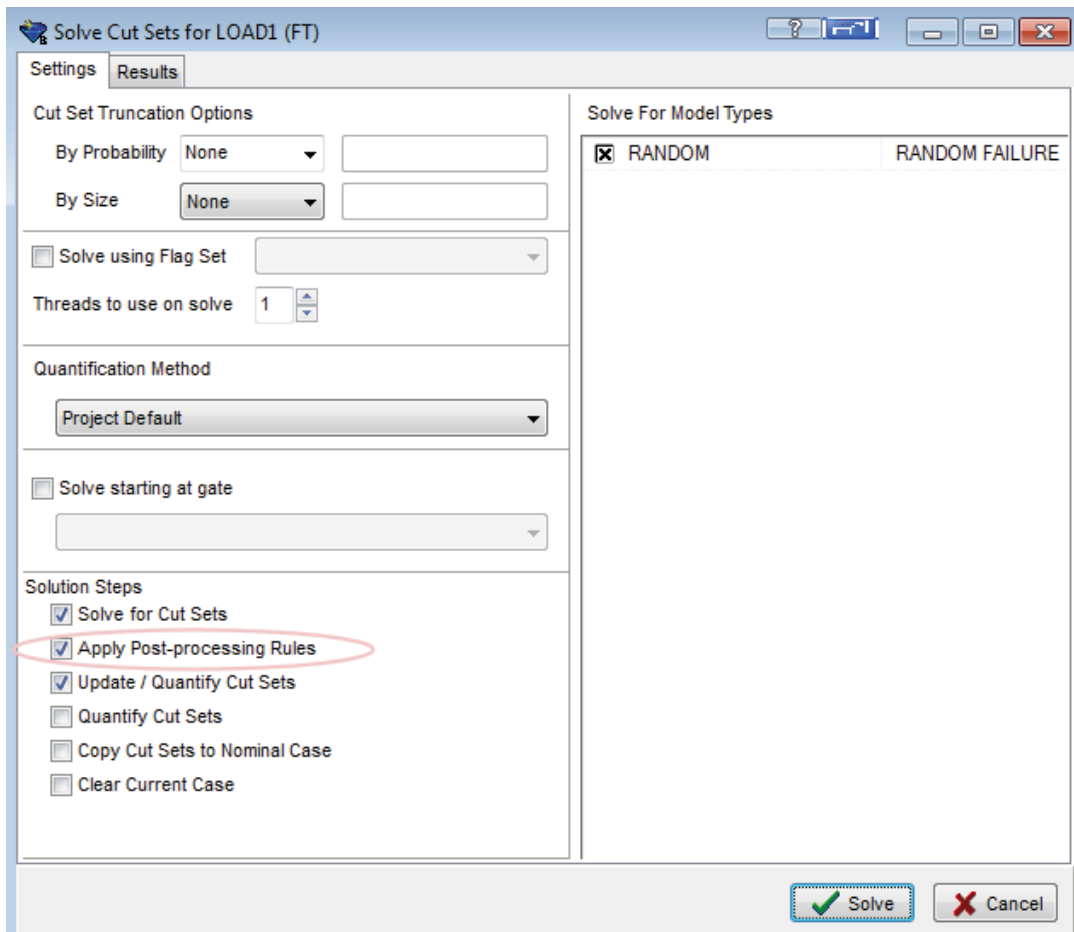 Solve Cut Sets for LOAD1 (FT)
?
Settings Results
Cut Set Truncation Options
By Probability None
By Size None
Solve using Flag Set
Threads to use on solve 1
Quantification Method
Project Default
Solve starting at gate
Solution Steps
Solve for Cut Sets
Apply Post-processing Rules
Update / Quantify Cut Sets
Quantify Cut Sets
Copy Cut Sets to Nominal Case
Clear Current Case
Solve For Model Types
RANDOM RANDOM FAILURE
Solve Cancel